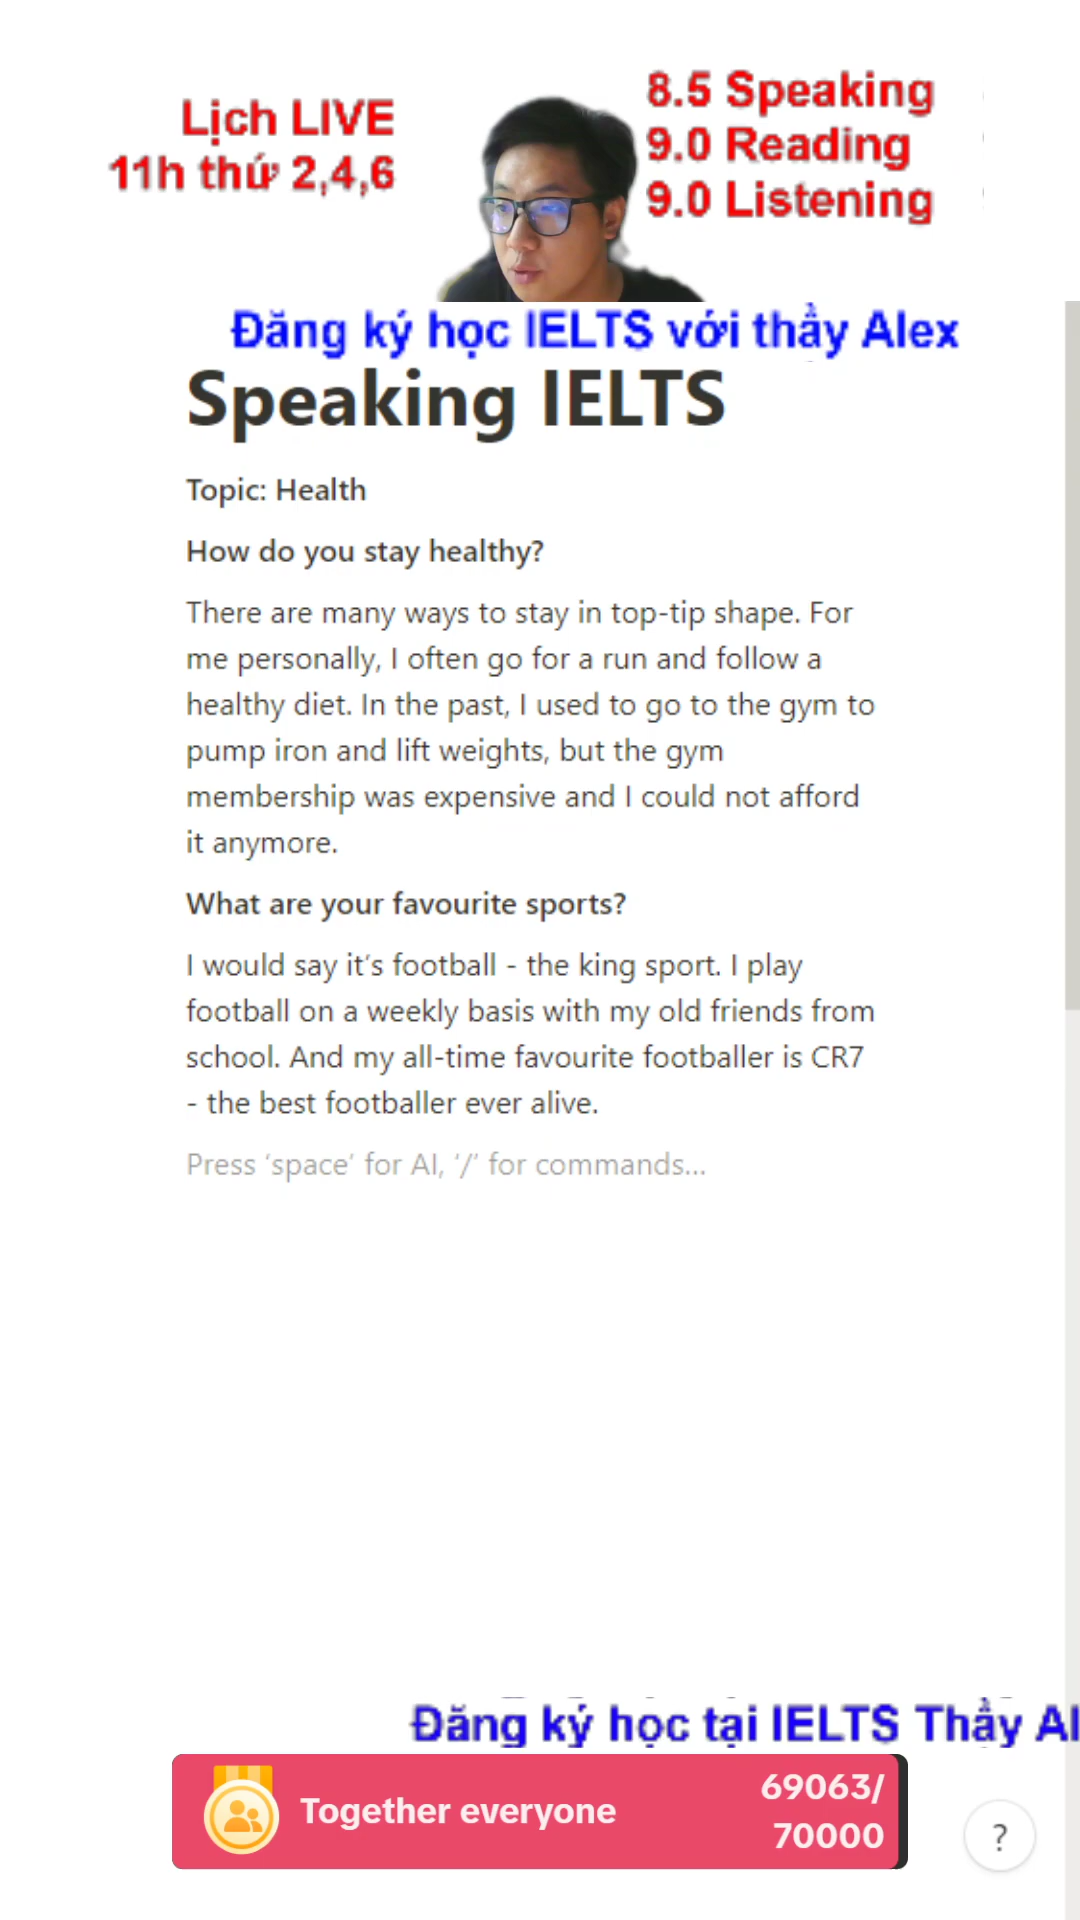 Lịch LIVE
11h thứ 2,4,6
8.5 Speaking
9.0 Reading
9.0 Listening
Đăng ký học IELTS với thầy Alex
Speaking IELTS
Topic: Health
How do you stay healthy?
There are many ways to stay in top-tip shape. For
me personally, I often go for a run and follow a
healthy diet. In the past, I used to go to the gym to
pump iron and lift weights, but the gym
membership was expensive and I could not afford
it anymore.
What are your favourite sports?
I would say it's football - the king sport. I play
football on a weekly basis with my old friends from
school. And my all-time favourite footballer is CR7
- the best footballer ever alive.
Press 'space' for AI, '/' for commands...
Đăng ký học tại IELTS Thầy Al
Together everyone
69063/
70000
?